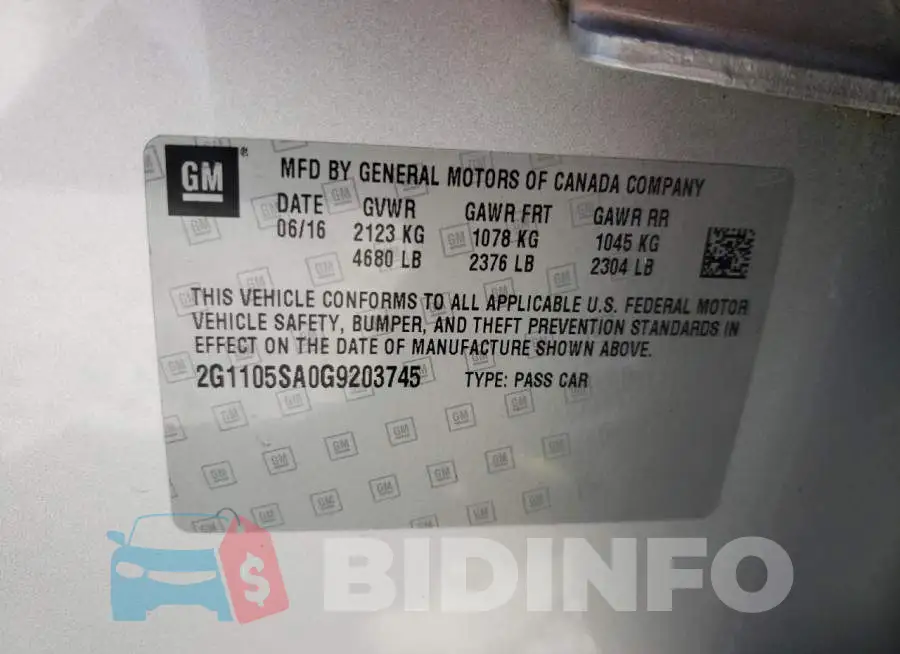 GM ® MFD BY GENERAL MOTORS OF CANADA COMPANY
DATE GVWR GAWR FRT GAWR RR
06/16 2123 KG 1078 KG 1045 KG
4680 LB 2376 LB 2304 LB
THIS VEHICLE CONFORMS TO ALL APPLICABLE U.S. FEDERAL MOTOR
VEHICLE SAFETY, BUMPER, AND THEFT PREVENTION STANDARDS IN
EFFECT ON THE DATE OF MANUFACTURE SHOWN ABOVE.
2G1105SA0G9203745 TYPE: PASS CAR
$ BIDINFO